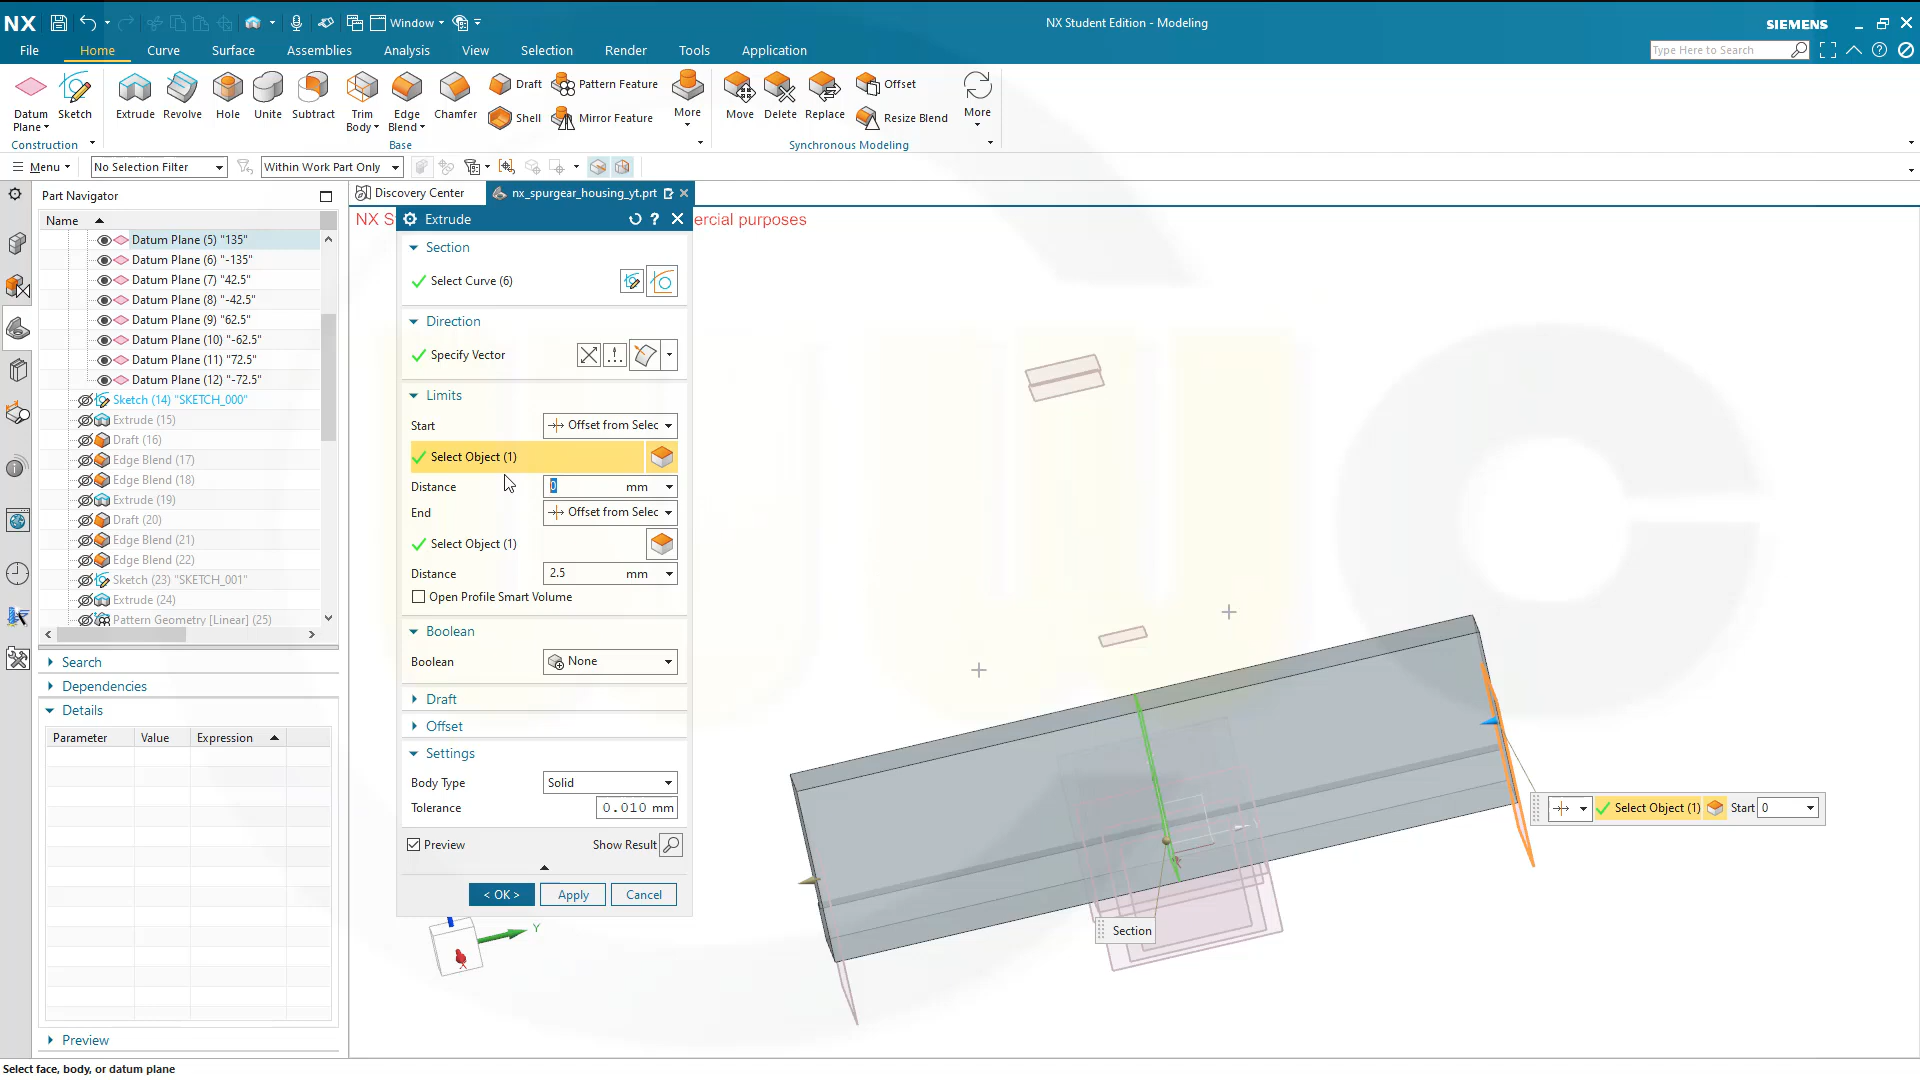 NX
Window
NX Student Edition - Modeling
SIEMENS
File
Home
Curve
Surface
Assemblies
Analysis
View
Selection
Render
Tools
Application
Type Here to Search
Datum
Plane
Sketch
Extrude
Revolve
Hole
Unite
Subtract
Trim
Body
Edge
Blend
Chamfer
Draft
Shell
Pattern Feature
Mirror Feature
More
Move
Delete
Replace
Offset
Resize Blend
More
Construction
Base
Synchronous Modeling
Menu
No Selection Filter
Within Work Part Only
Part Navigator
Discovery Center
nx_spurgear_housing_yt.prt
Name
NX S
ercial purposes
Datum Plane (5) "135"
Datum Plane (6) "-135"
Datum Plane (7) "42.5"
Datum Plane (8) "-42.5"
Datum Plane (9) "62.5"
Datum Plane (10) "-62.5"
Datum Plane (11) "72.5"
Datum Plane (12) "-72.5"
Sketch (14) "SKETCH_000"
Extrude (15)
Draft (16)
Edge Blend (17)
Edge Blend (18)
Extrude (19)
Draft (20)
Edge Blend (21)
Edge Blend (22)
Sketch (23) "SKETCH_001"
Extrude (24)
Pattern Geometry [Linear] (25)
Search
Dependencies
Details
Parameter
Value
Expression
Preview
Extrude
Section
Select Curve (6)
Direction
Specify Vector
Limits
Start
Offset from Selec
Select Object (1)
Distance
0
mm
End
Offset from Selec
Select Object (1)
Distance
2.5
mm
Open Profile Smart Volume
Boolean
Boolean
None
Draft
Offset
Settings
Body Type
Solid
Tolerance
0.010 mm
Preview
Show Result
< OK >
Apply
Cancel
Y
Section
Select Object (1)
Start
0
Select face, body, or datum plane